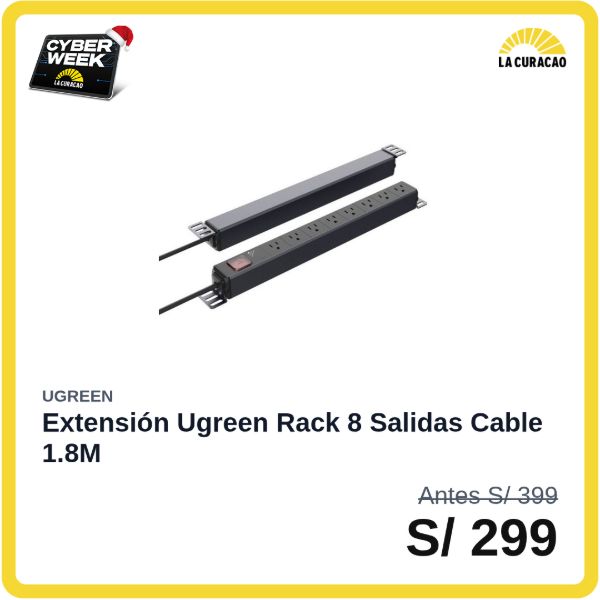 CYBER
WEEK
LA CURACAO
LA CURACAO
UGREEN
Extensión Ugreen Rack 8 Salidas Cable
1.8M
Antes S/ 399
S/ 299